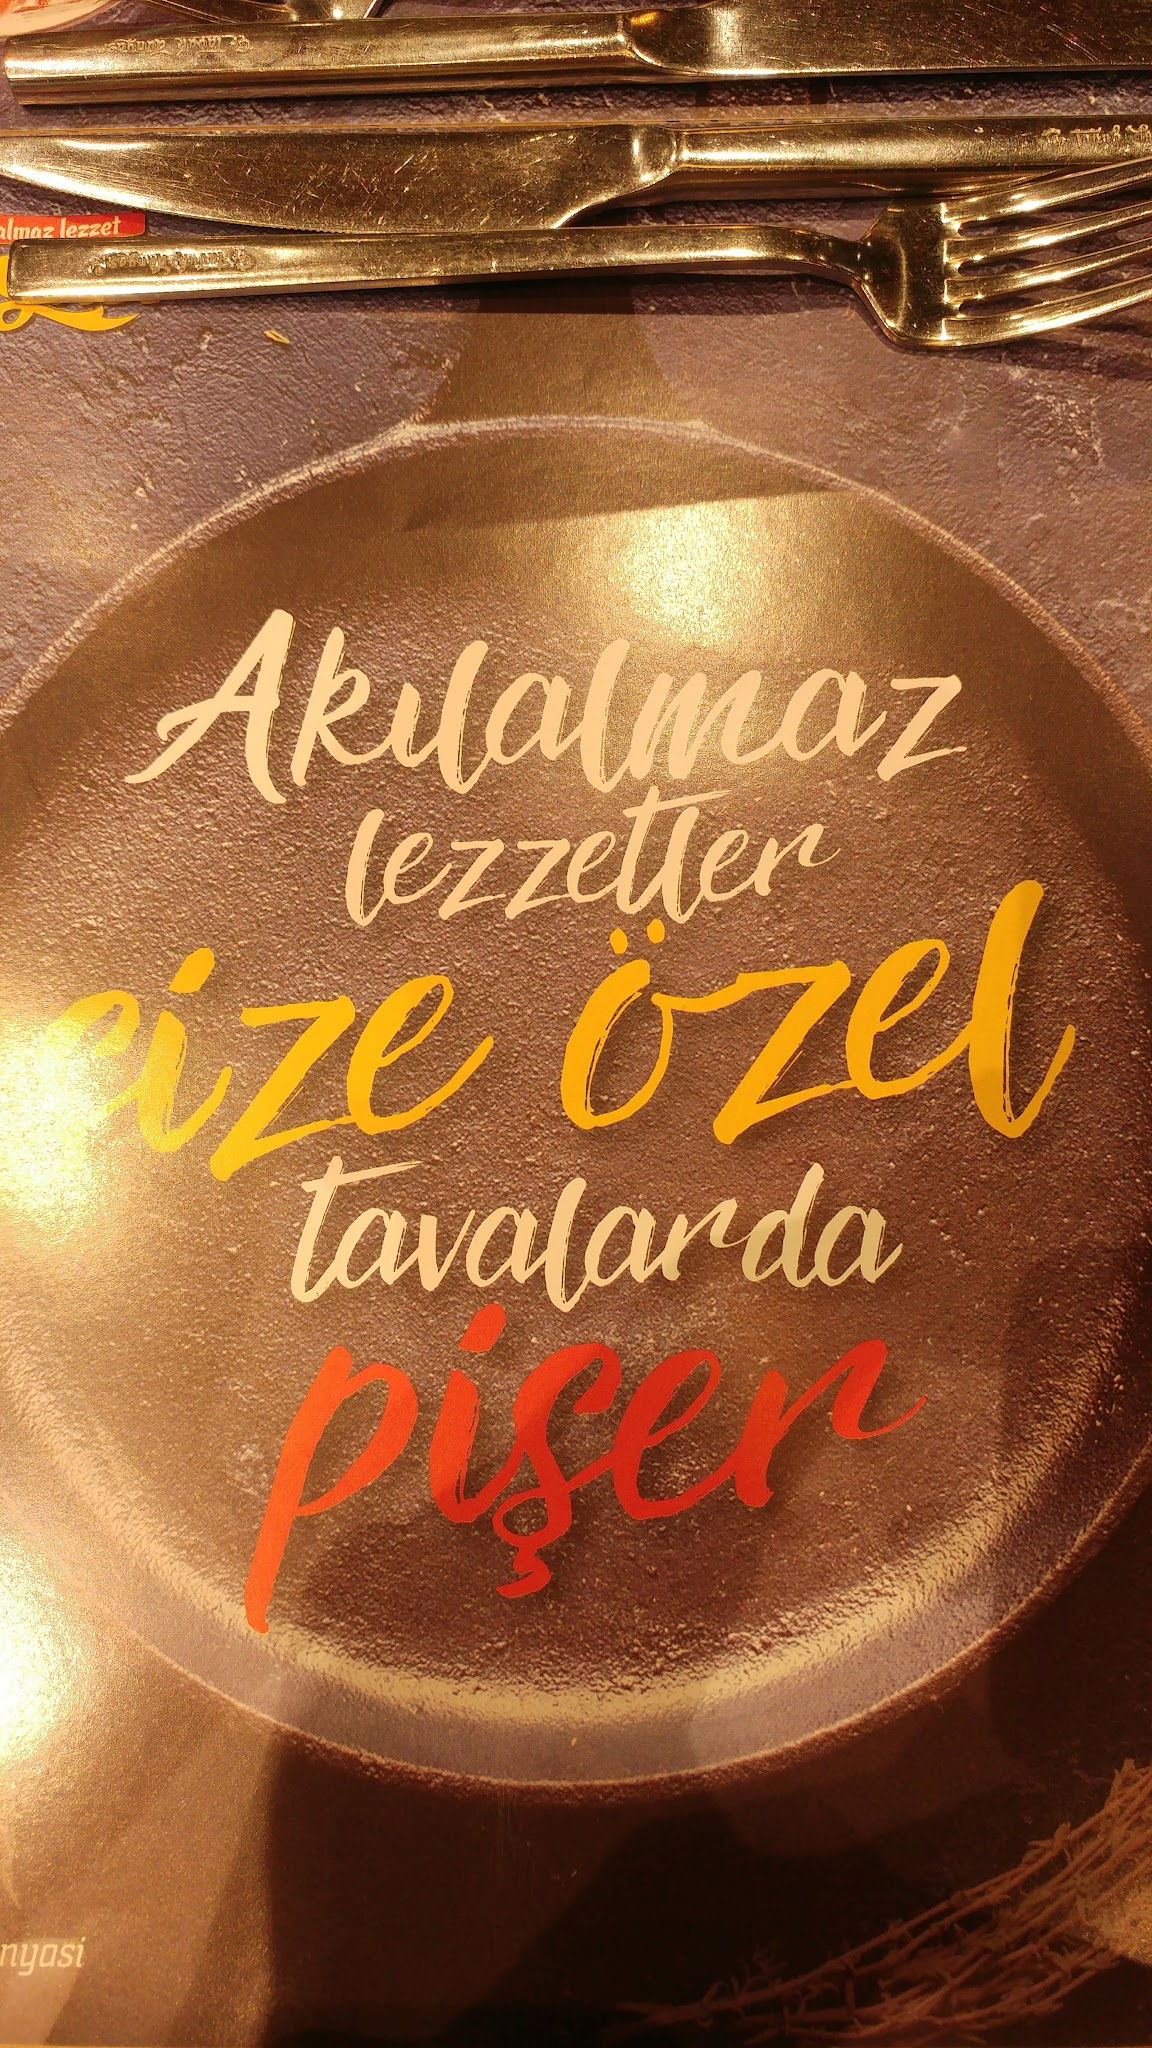 almaz lezzet
Akılalmaz
lezzetler
size özel
tavalarda
pişer
nyasi